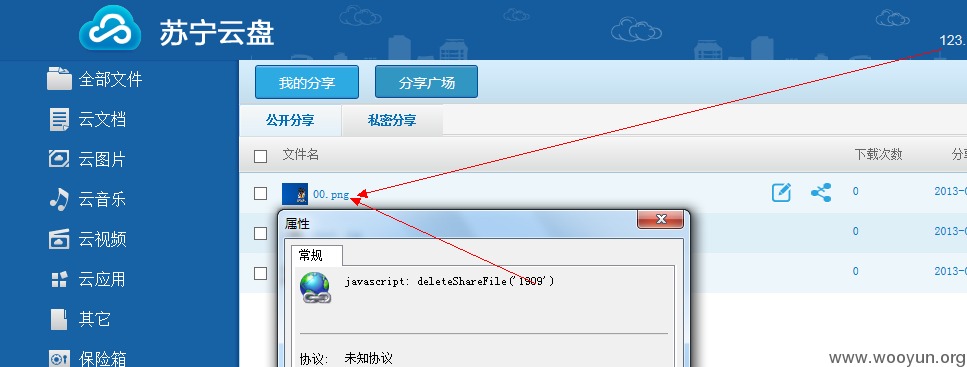 苏宁云盘
123.
全部文件
云文档
云图片
云音乐
云视频
云应用
其它
保险箱
我的分享
分享广场
公开分享
私密分享
文件名
下载次数
分享
00.png
0
2013-0
0
2013-0
0
2013-0
属性
常规
javascript: deleteShareFile('1909')
协议:
未知协议
www.wooyun.org